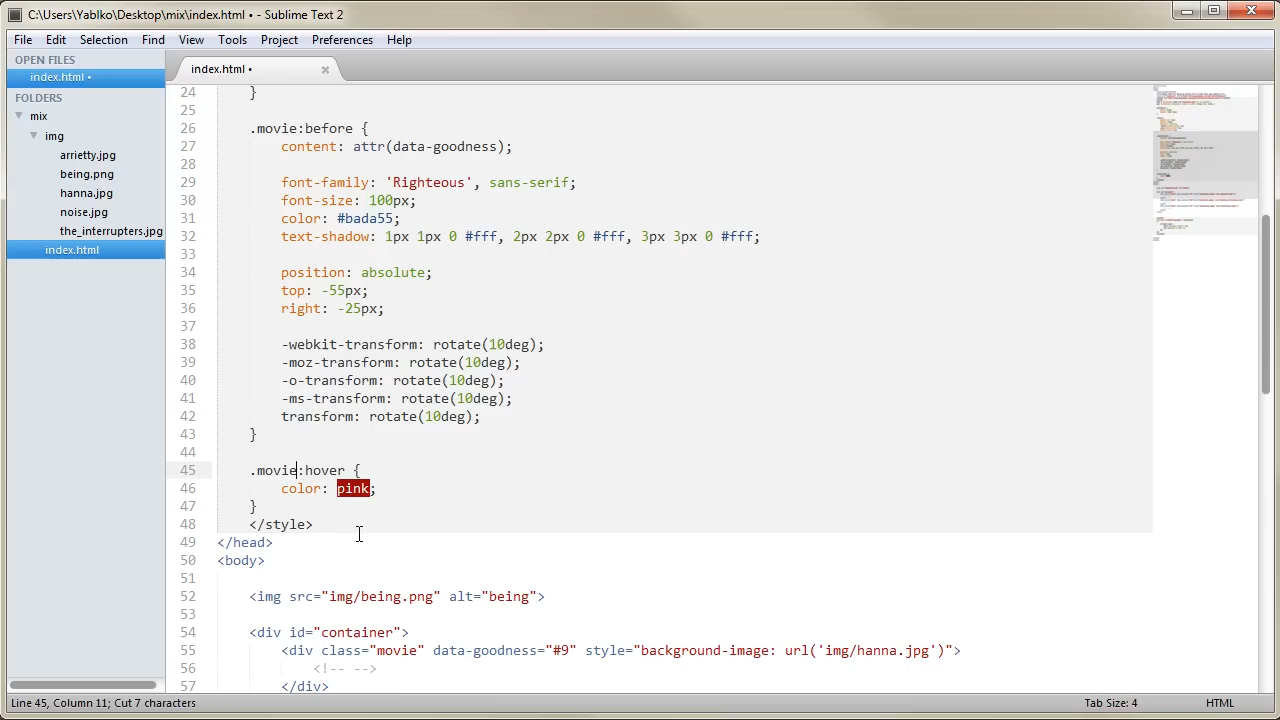 C:\Users\Yablko\Desktop\mix\index.html • - Sublime Text 2
File Edit Selection Find View Tools Project Preferences Help
OPEN FILES
index.html •
FOLDERS
mix
img
arrietty.jpg
being.png
hanna.jpg
noise.jpg
the_interrupters.jpg
index.html
index.html •
24 }
25
26 .movie:before {
27 content: attr(data-goodness);
28
29 font-family: 'Righteous', sans-serif;
30 font-size: 100px;
31 color: #bada55;
32 text-shadow: 1px 1px 0 #fff, 2px 2px 0 #fff, 3px 3px 0 #fff;
33
34 position: absolute;
35 top: -55px;
36 right: -25px;
37
38 -webkit-transform: rotate(10deg);
39 -moz-transform: rotate(10deg);
40 -o-transform: rotate(10deg);
41 -ms-transform: rotate(10deg);
42 transform: rotate(10deg);
43 }
44
45 .movie:hover {
46 color: pink;
47 }
48 </style>
49 </head>
50 <body>
51
52 <img src="img/being.png" alt="being">
53
54 <div id="container">
55 <div class="movie" data-goodness="#9" style="background-image: url('img/hanna.jpg')">
56 <!-- -->
57 </div>
Line 45, Column 11; Cut 7 characters
Tab Size: 4
HTML